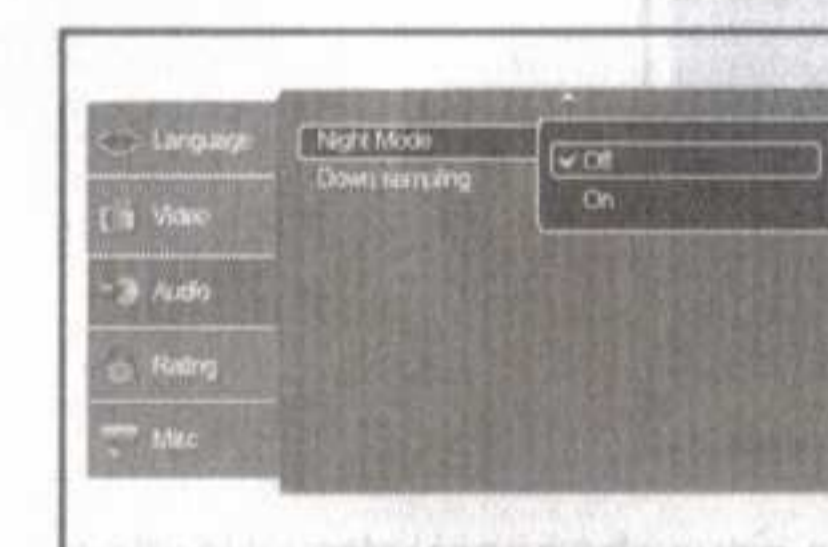 Language
Video
Audio
Rating
Misc
Night Mode
Down sampling
Off
On